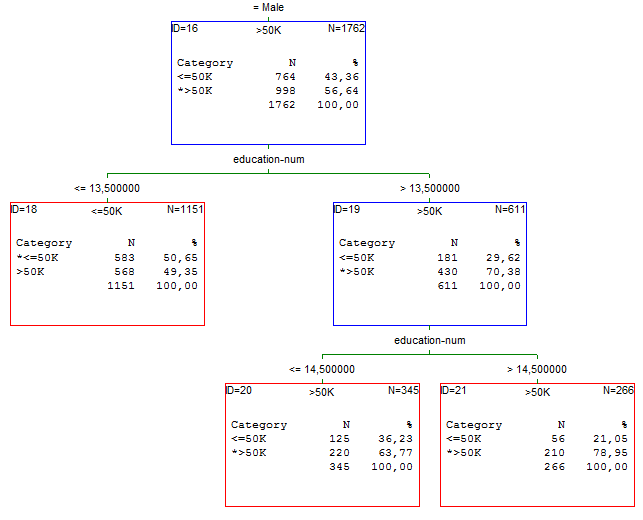 = Male
ID=16 >50K N=1762
Category N %
<=50K 764 43,36
*>50K 998 56,64
1762 100,00
education-num
<= 13,500000 > 13,500000
ID=18 <=50K N=1151
Category N %
*<=50K 583 50,65
>50K 568 49,35
1151 100,00
ID=19 >50K N=611
Category N %
<=50K 181 29,62
*>50K 430 70,38
611 100,00
education-num
<= 14,500000 > 14,500000
ID=20 >50K N=345
Category N %
<=50K 125 36,23
*>50K 220 63,77
345 100,00
ID=21 >50K N=266
Category N %
<=50K 56 21,05
*>50K 210 78,95
266 100,00